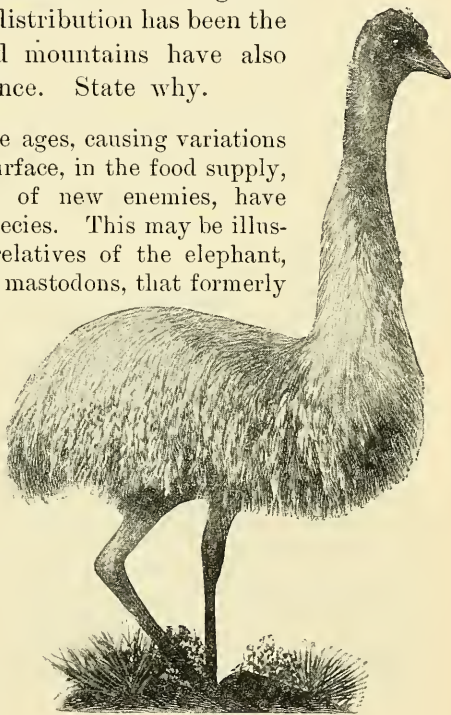 distribution has been the
mountains have also
nce. State why.
e ages, causing variations
rface, in the food supply,
of new enemies, have
ecies. This may be illus-
relatives of the elephant,
mastodons, that formerly